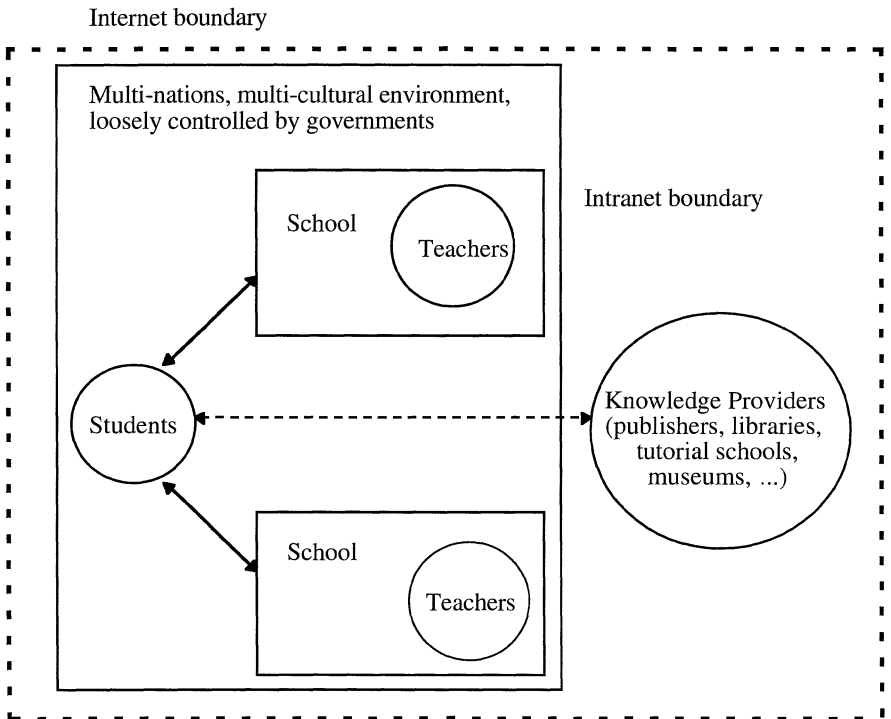 Internet boundary
Multi-nations, multi-cultural environment,
loosely controlled by governments
School
Teachers
Intranet boundary
Students
Knowledge Providers
(publishers, libraries,
tutorial schools,
museums, ...)
School
Teachers